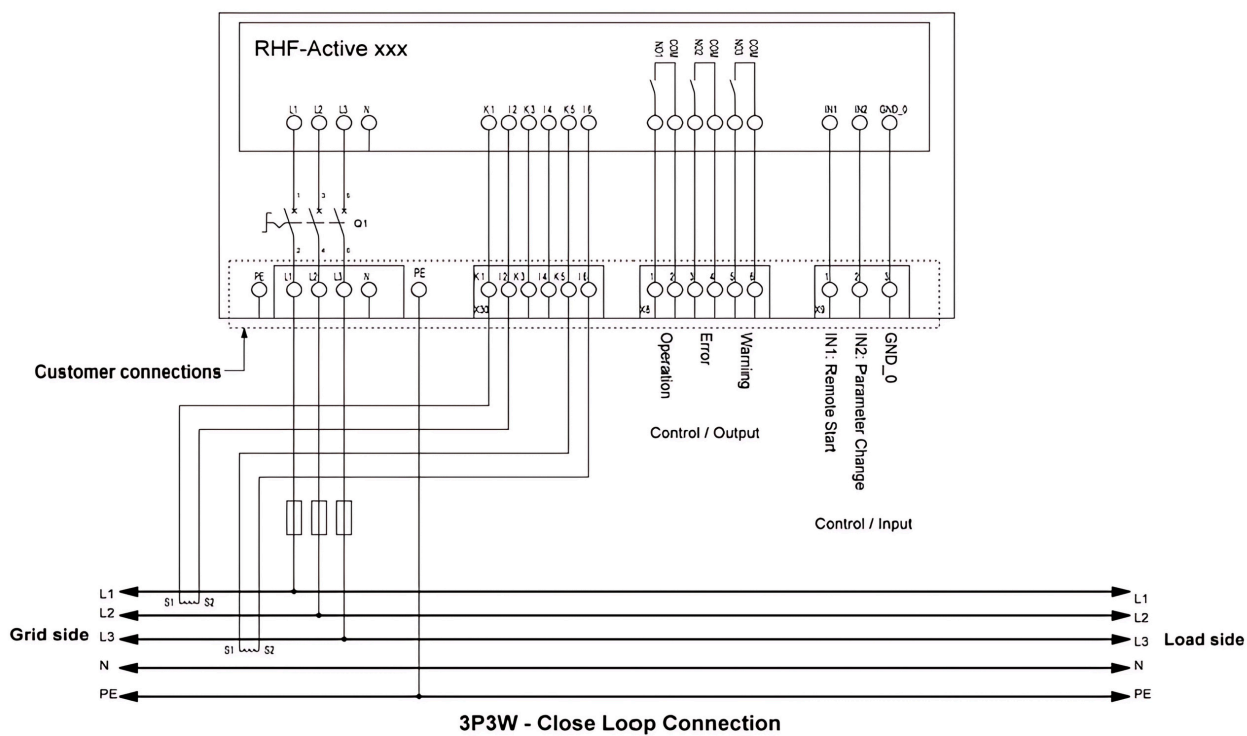 RHF-Active xxx
NO1 COM NO2 COM NO3 COM
L1 L2 L3 N K1 I2 K3 I4 K5 I6 IN1 IN2 GND_0
1 3 5
Q1
2 4 6
PE L1 L2 L3 N PE K1 I2 K3 I4 K5 I6 1 2 3 4 5 6 1 2 3
X30 X8 X9
Customer connections
Operation
Error
Warning
IN1: Remote Start
IN2: Parameter Change
GND_0
Control / Output
Control / Input
L1 S1 S2 L1
L2 L2
Grid side L3 L3 Load side
S1 S2
N N
PE PE
3P3W - Close Loop Connection